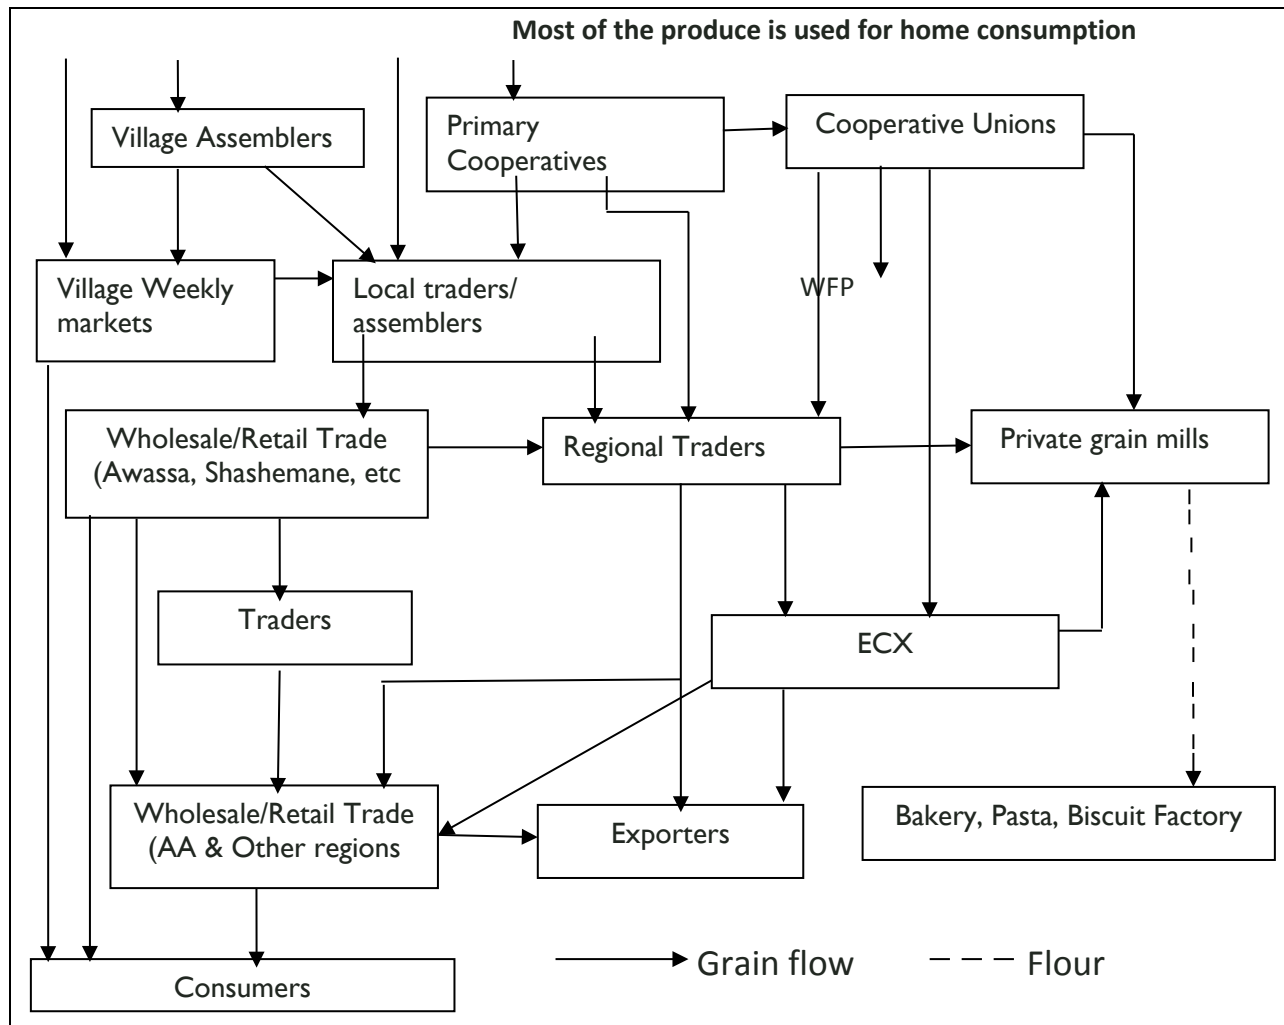 Most of the produce is used for home consumption
Village Assemblers
Primary
Cooperatives
Cooperative Unions
Village Weekly
markets
Local traders/
assemblers
WFP
Wholesale/Retail Trade
(Awassa, Shashemane, etc
Regional Traders
Private grain mills
Traders
ECX
Wholesale/Retail Trade
(AA & Other regions
Exporters
Bakery, Pasta, Biscuit Factory
Grain flow
Flour
Consumers